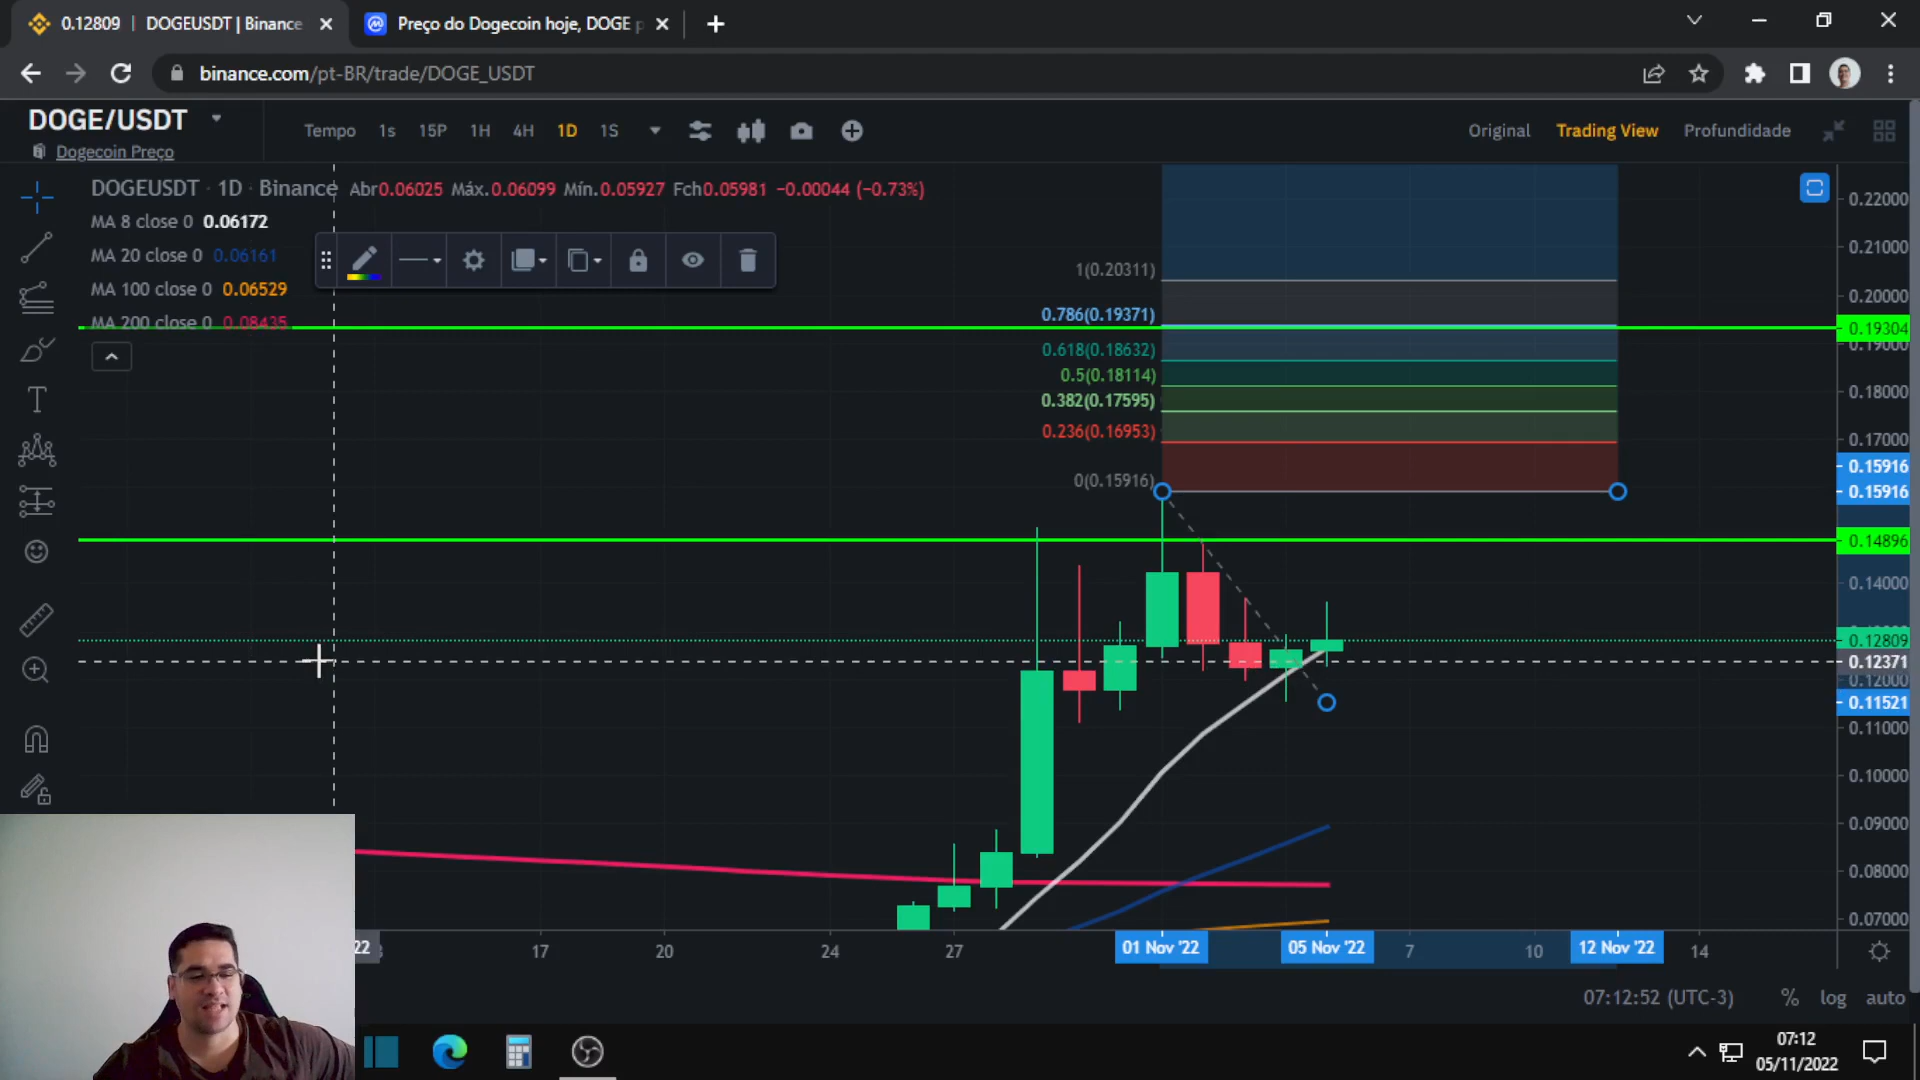 0.12809 | DOGEUSDT | Binance
Preço do Dogecoin hoje, DOGE p
binance.com/pt-BR/trade/DOGE_USDT
DOGE/USDT
Dogecoin Preço
Tempo 1s 15P 1H 4H 1D 1S
Original Trading View Profundidade
DOGEUSDT · 1D · Binance Abr0.06025 Máx.0.06099 Mín.0.05927 Fch0.05981 −0.00044 (−0.73%)
MA 8 close 0 0.06172
MA 20 close 0 0.06161
MA 100 close 0 0.06529
MA 200 close 0 0.08435
1(0.20311)
0.786(0.19371)
0.618(0.18632)
0.5(0.18114)
0.382(0.17595)
0.236(0.16953)
0(0.15916)
0.22000
0.21000
0.20000
0.19304
0.19000
0.18000
0.17000
0.15916
0.15916
0.14896
0.14000
0.12809
0.12371
0.12000
0.11521
0.11000
0.10000
0.09000
0.08000
0.07000
22 17 20 24 27 01 Nov '22 05 Nov '22 7 10 12 Nov '22 14
07:12:52 (UTC-3) % log auto
07:12
05/11/2022